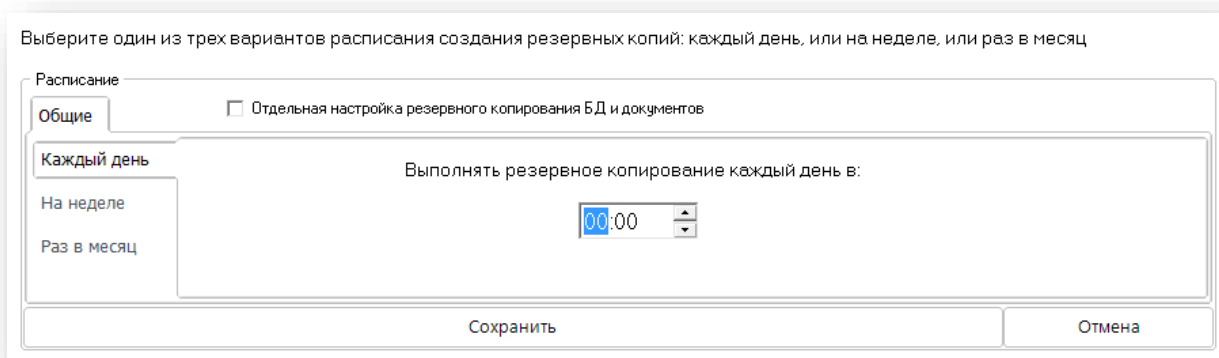 Выберите один из трех вариантов расписания создания резервных копий: каждый день, или на неделе, или раз в месяц
Расписание
Общие
Отдельная настройка резервного копирования БД и документов
Каждый день
Выполнять резервное копирование каждый день в:
На неделе
00:00
Раз в месяц
Сохранить
Отмена